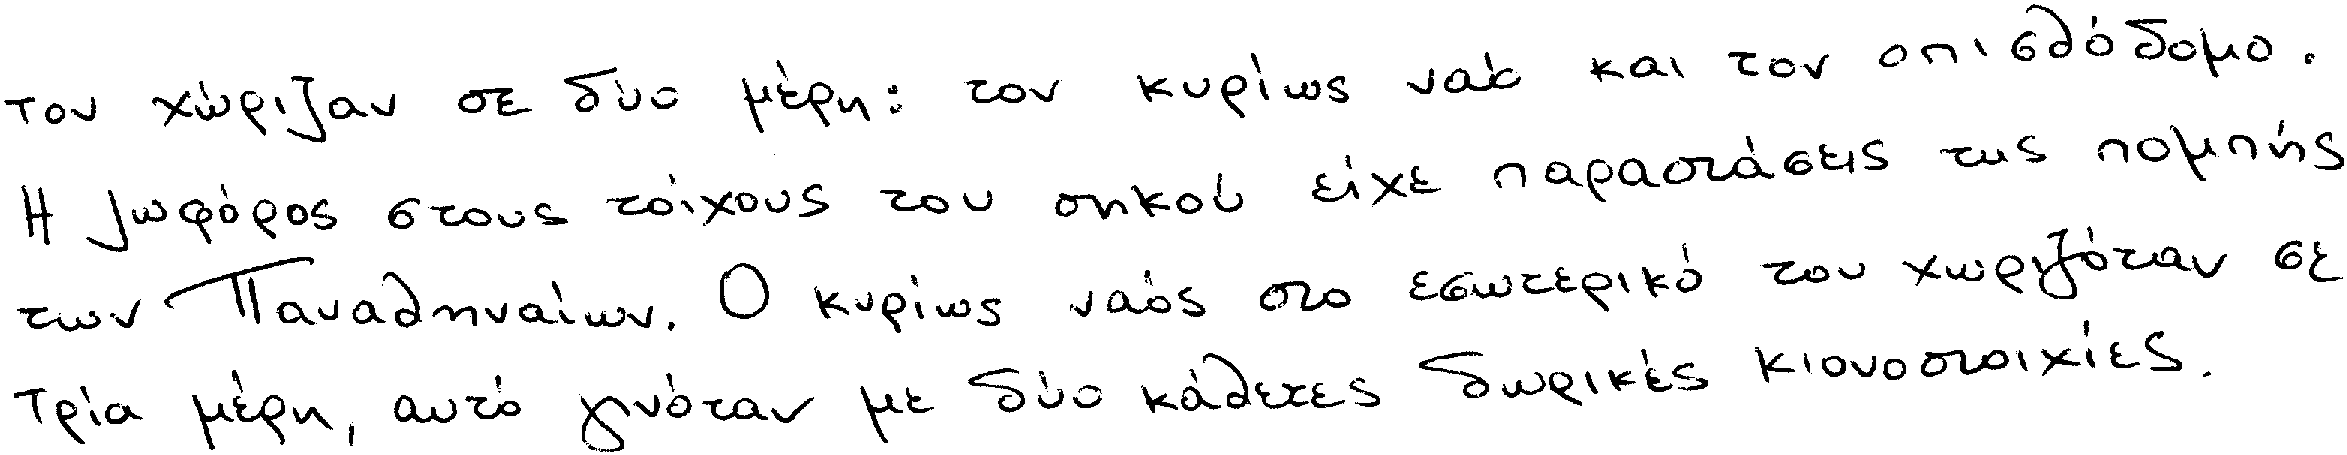 τον χώριζαν σε δύο μέρη: τον κυρίως ναό και τον οπισθόδομο.
Η ζωφόρος στους τοίχους του σηκού είχε παραστάσεις της πομπής
των Παναθηναίων. Ο κυρίως ναός στο εσωτερικό του χωριζόταν σε
τρία μέρη, αυτό γινόταν με δύο κάθετες δωρικές κιονοστοιχίες.